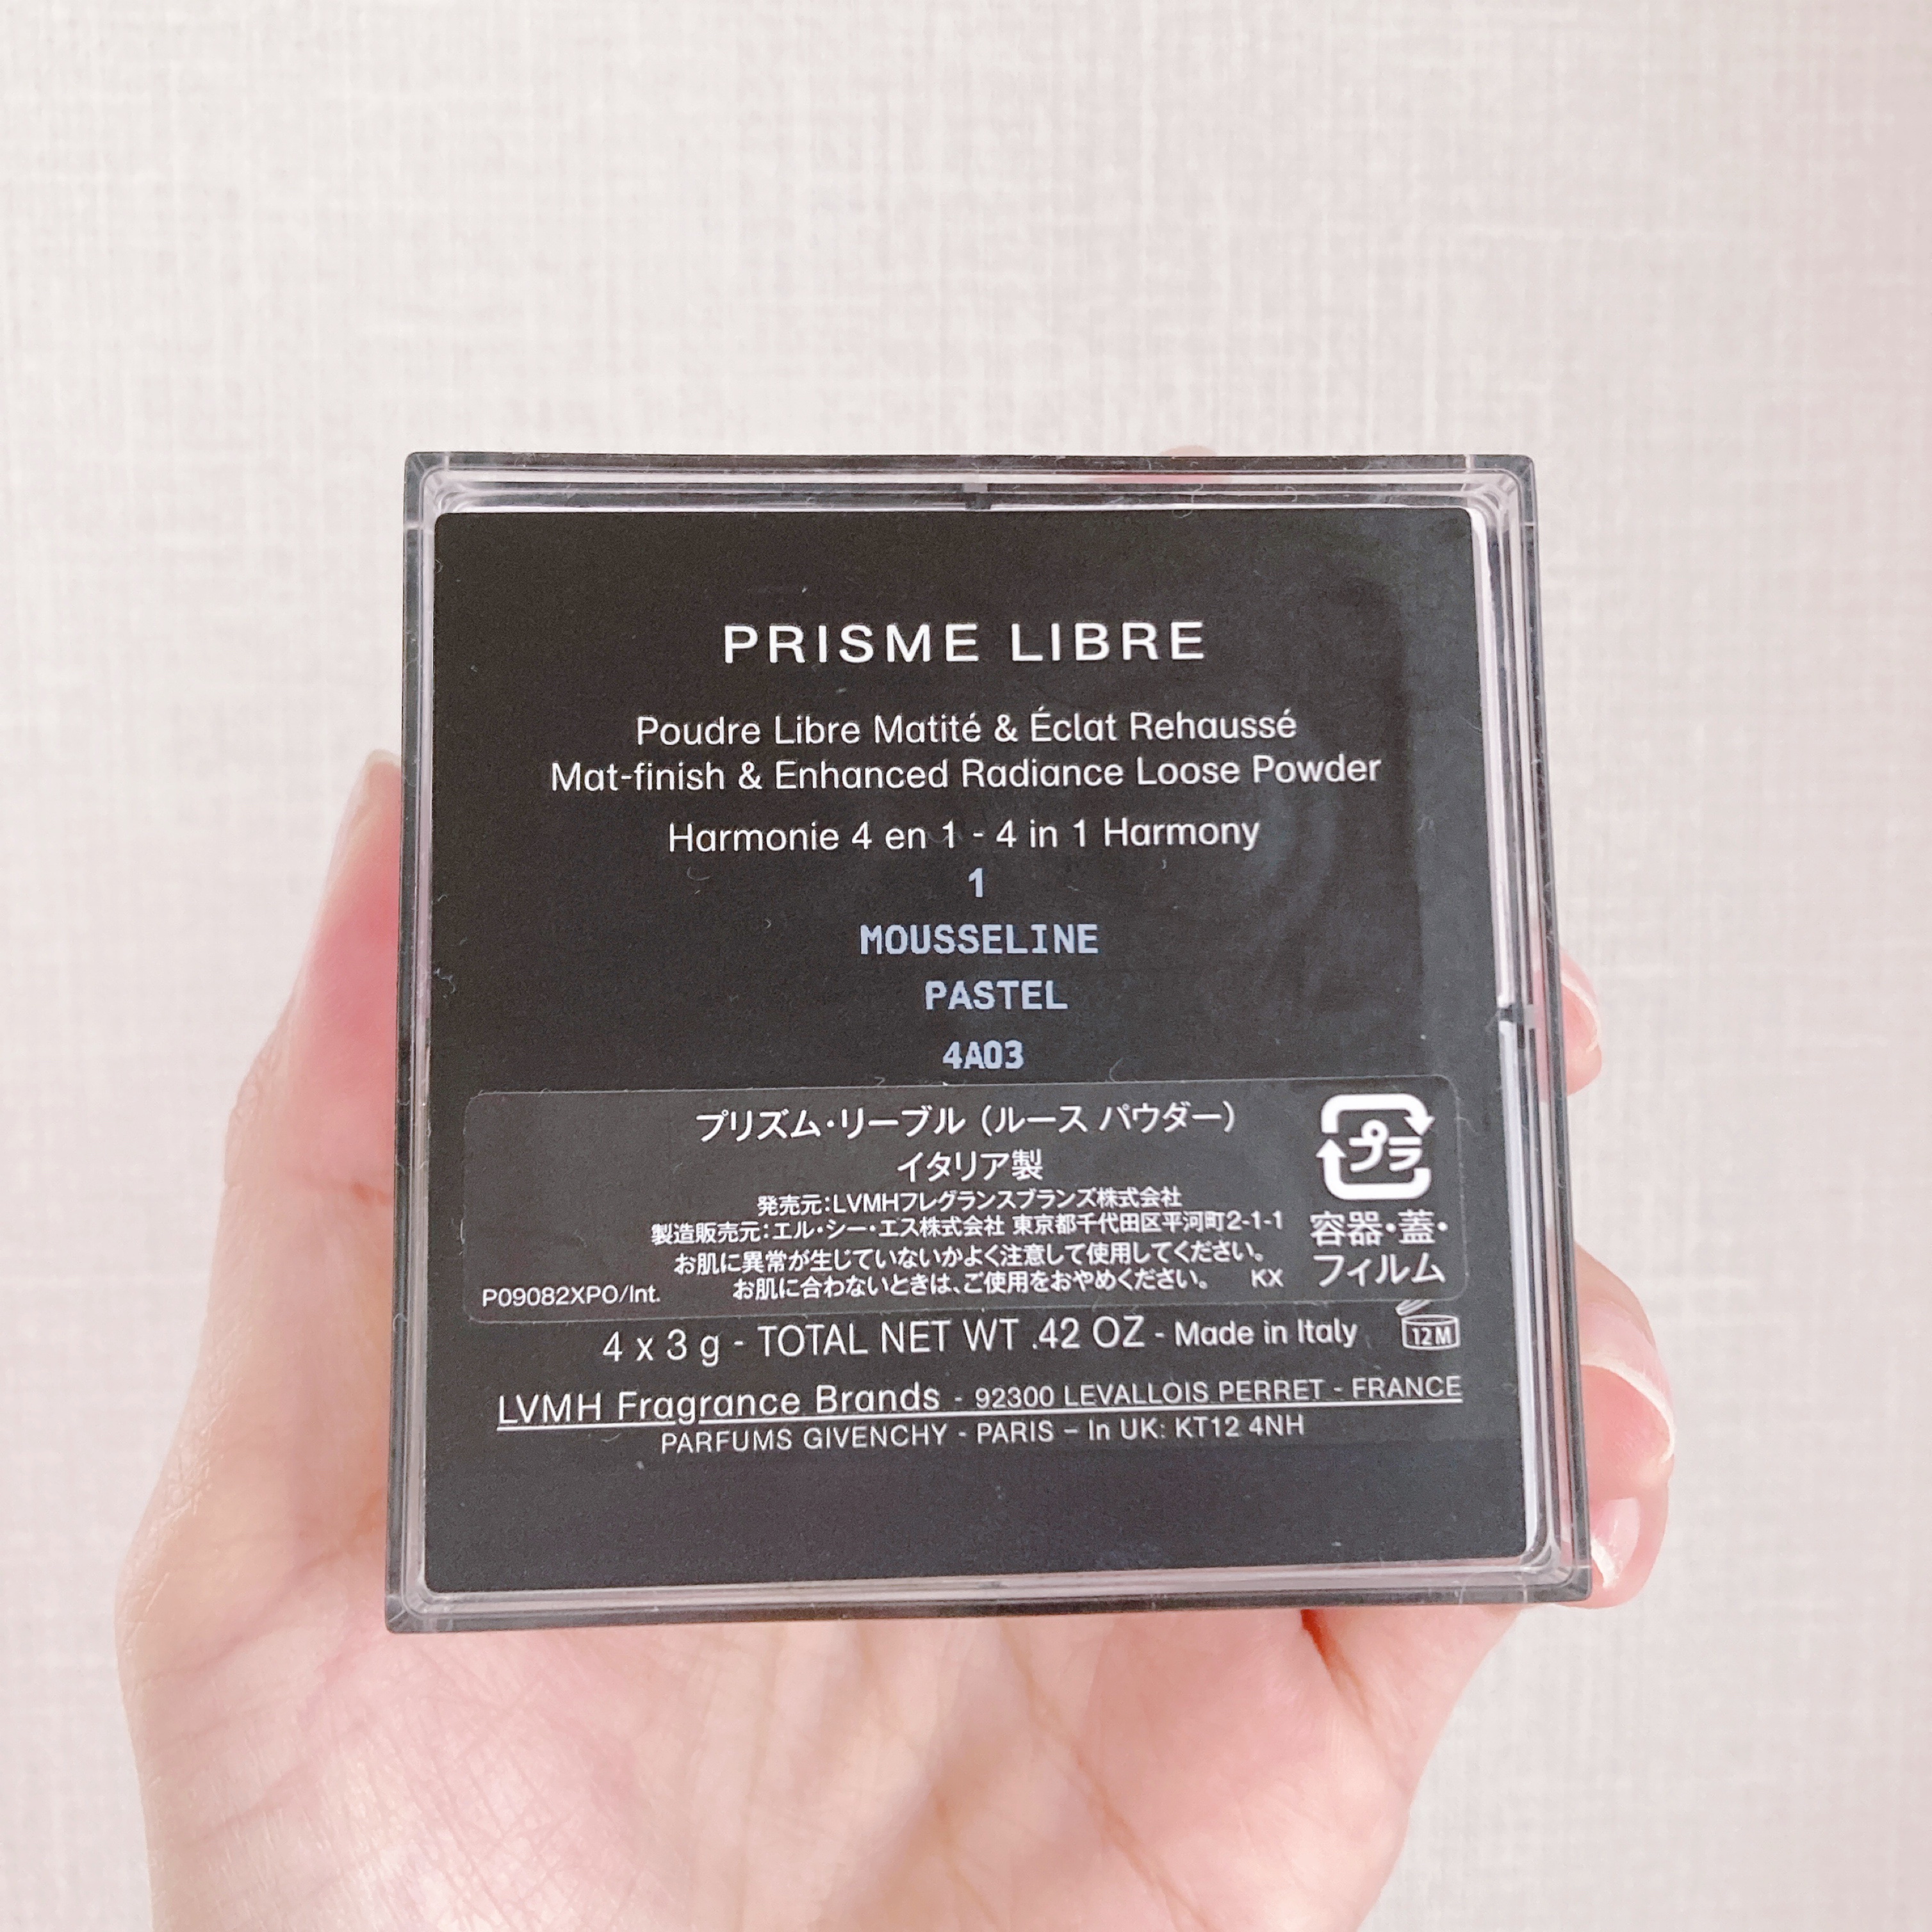 PRISME LIBRE
Poudre Libre Matité & Éclat Rehaussé
Mat-finish & Enhanced Radiance Loose Powder
Harmonie 4 en 1 - 4 in 1 Harmony
1
MOUSSELINE
PASTEL
4A03
プリズム・リーブル（ルース パウダー）
イタリア製
発売元：LVMHフレグランスブランズ株式会社
製造販売元：エル・シー・エス株式会社 東京都千代田区平河町2-1-1
お肌に異常が生じていないかよく注意して使用してください。
お肌に合わないときは、ご使用をおやめください。 KX
P09082XPO/Int.
プラ
容器・蓋・
フィルム
4 x 3 g - TOTAL NET WT .42 OZ - Made in Italy
12M
LVMH Fragrance Brands - 92300 LEVALLOIS PERRET - FRANCE
PARFUMS GIVENCHY - PARIS – In UK: KT12 4NH